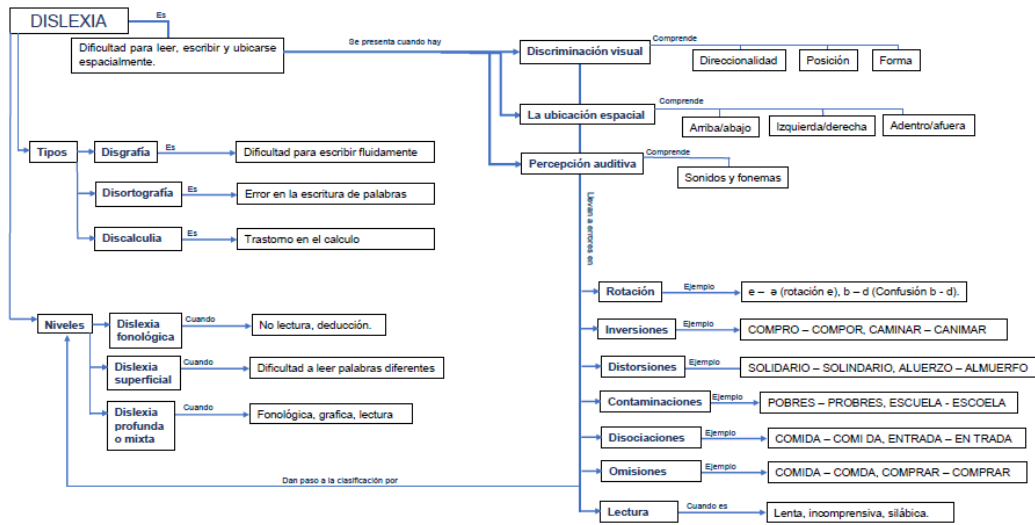 DISLEXIA
Es
Dificultad para leer, escribir y ubicarse
espacialmente.
Se presenta cuando hay
Discriminación visual
Comprende
Direccionalidad
Posición
Forma
La ubicación espacial
Comprende
Arriba/abajo
Izquierda/derecha
Adentro/afuera
Percepción auditiva
Comprende
Sonidos y fonemas
Tipos
Disgrafía
Es
Dificultad para escribir fluidamente
Disortografía
Es
Error en la escritura de palabras
Discalculia
Es
Trastorno en el calculo
Llevan a errores en
Rotación
Ejemplo
e – ə (rotación e), b – d (Confusión b - d).
Inversiones
Ejemplo
COMPRO – COMPOR, CAMINAR – CANIMAR
Distorsiones
Ejemplo
SOLIDARIO – SOLINDARIO, ALUERZO – ALMUERFO
Contaminaciones
Ejemplo
POBRES – PROBRES, ESCUELA - ESCOELA
Disociaciones
Ejemplo
COMIDA – COMI DA, ENTRADA – EN TRADA
Omisiones
Ejemplo
COMIDA – COMDA, COMPRAR – COMPRAR
Lectura
Cuando es
Lenta, incomprensiva, silábica.
Niveles
Dislexia
fonológica
Cuando
No lectura, deducción.
Dislexia
superficial
Cuando
Dificultad a leer palabras diferentes
Dislexia
profunda
o mixta
Cuando
Fonológica, grafica, lectura
Dan paso a la clasificación por